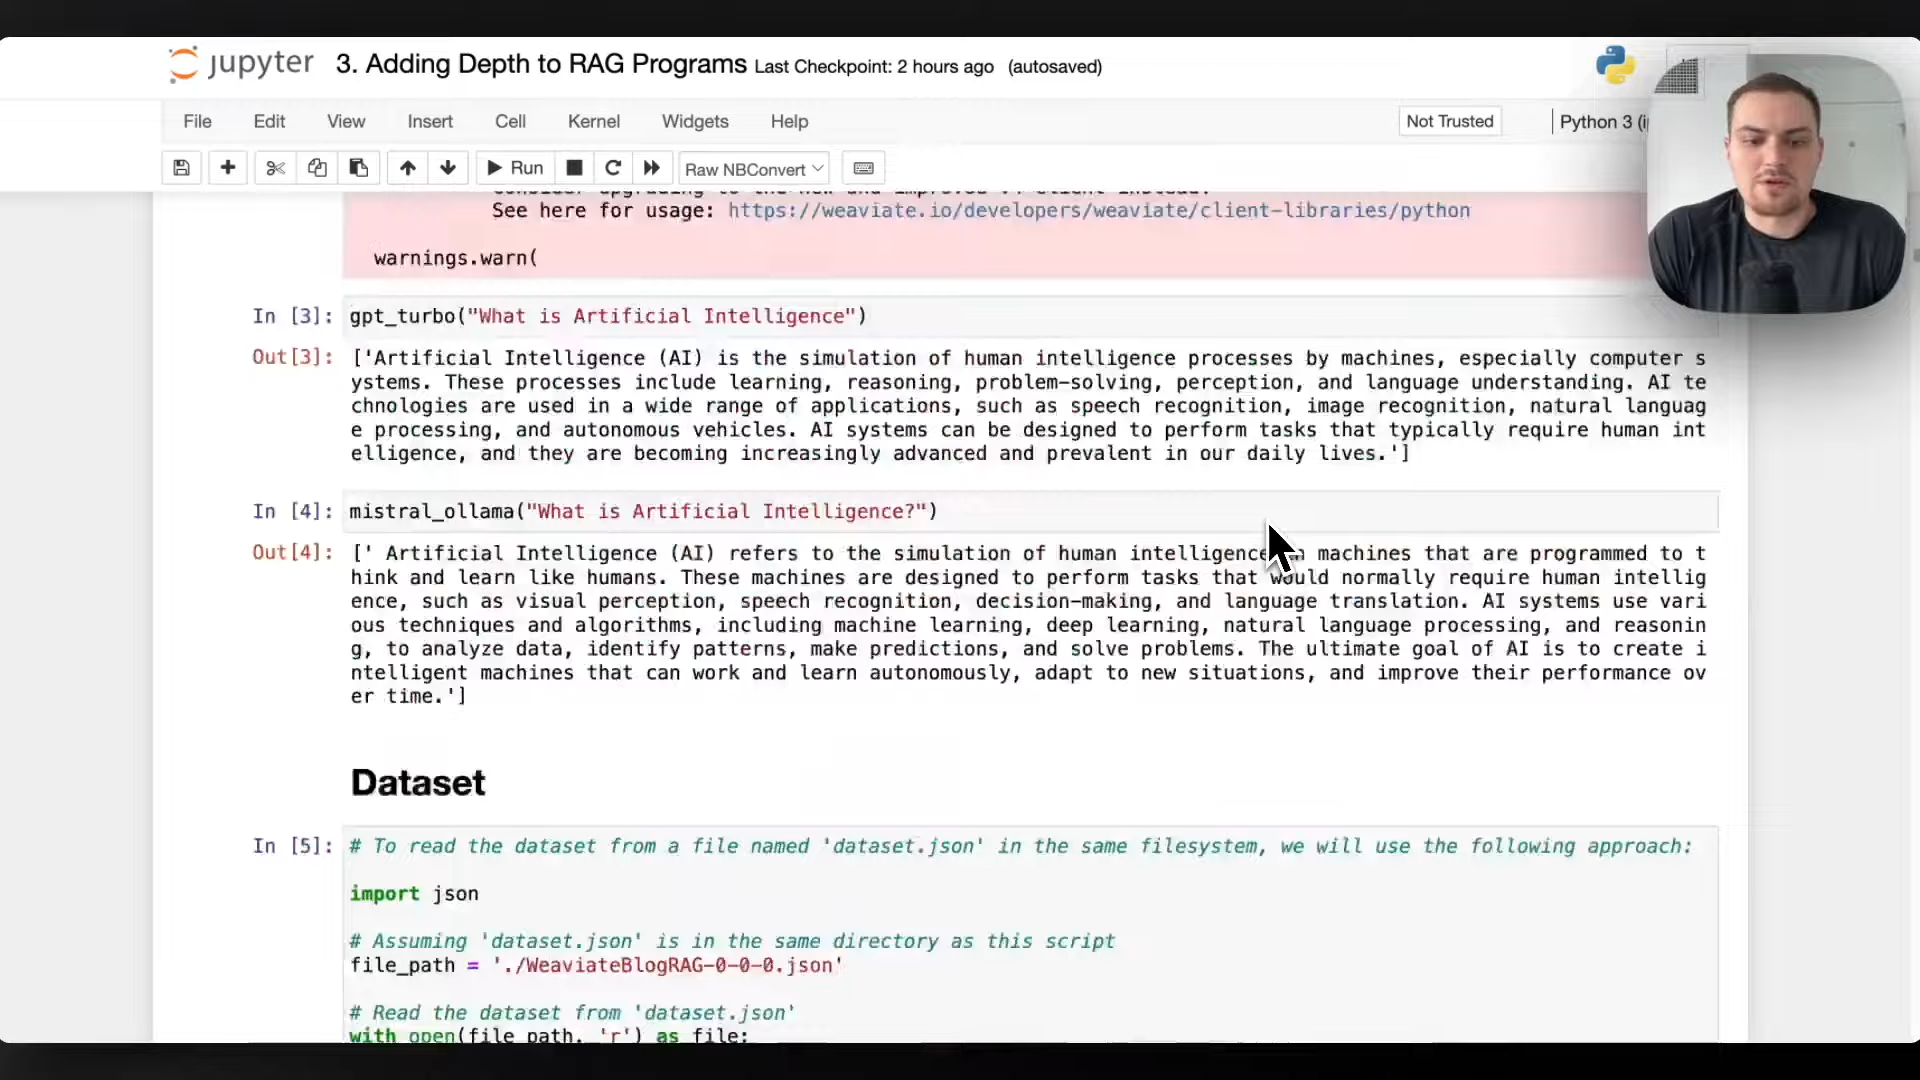 jupyter 3. Adding Depth to RAG Programs Last Checkpoint: 2 hours ago (autosaved)
File Edit View Insert Cell Kernel Widgets Help Not Trusted Python 3 (i
Run Raw NBConvert
See here for usage: https://weaviate.io/developers/weaviate/client-libraries/python
warnings.warn(
In [3]: gpt_turbo("What is Artificial Intelligence")
Out[3]: ['Artificial Intelligence (AI) is the simulation of human intelligence processes by machines, especially computer s
ystems. These processes include learning, reasoning, problem-solving, perception, and language understanding. AI te
chnologies are used in a wide range of applications, such as speech recognition, image recognition, natural languag
e processing, and autonomous vehicles. AI systems can be designed to perform tasks that typically require human int
elligence, and they are becoming increasingly advanced and prevalent in our daily lives.']
In [4]: mistral_ollama("What is Artificial Intelligence?")
Out[4]: [' Artificial Intelligence (AI) refers to the simulation of human intelligence machines that are programmed to t
hink and learn like humans. These machines are designed to perform tasks that would normally require human intellig
ence, such as visual perception, speech recognition, decision-making, and language translation. AI systems use vari
ous techniques and algorithms, including machine learning, deep learning, natural language processing, and reasonin
g, to analyze data, identify patterns, make predictions, and solve problems. The ultimate goal of AI is to create i
ntelligent machines that can work and learn autonomously, adapt to new situations, and improve their performance ov
er time.']
Dataset
In [5]: # To read the dataset from a file named 'dataset.json' in the same filesystem, we will use the following approach:
import json
# Assuming 'dataset.json' is in the same directory as this script
file_path = './WeaviateBlogRAG-0-0-0.json'
# Read the dataset from 'dataset.json'
with open(file_path, 'r') as file: